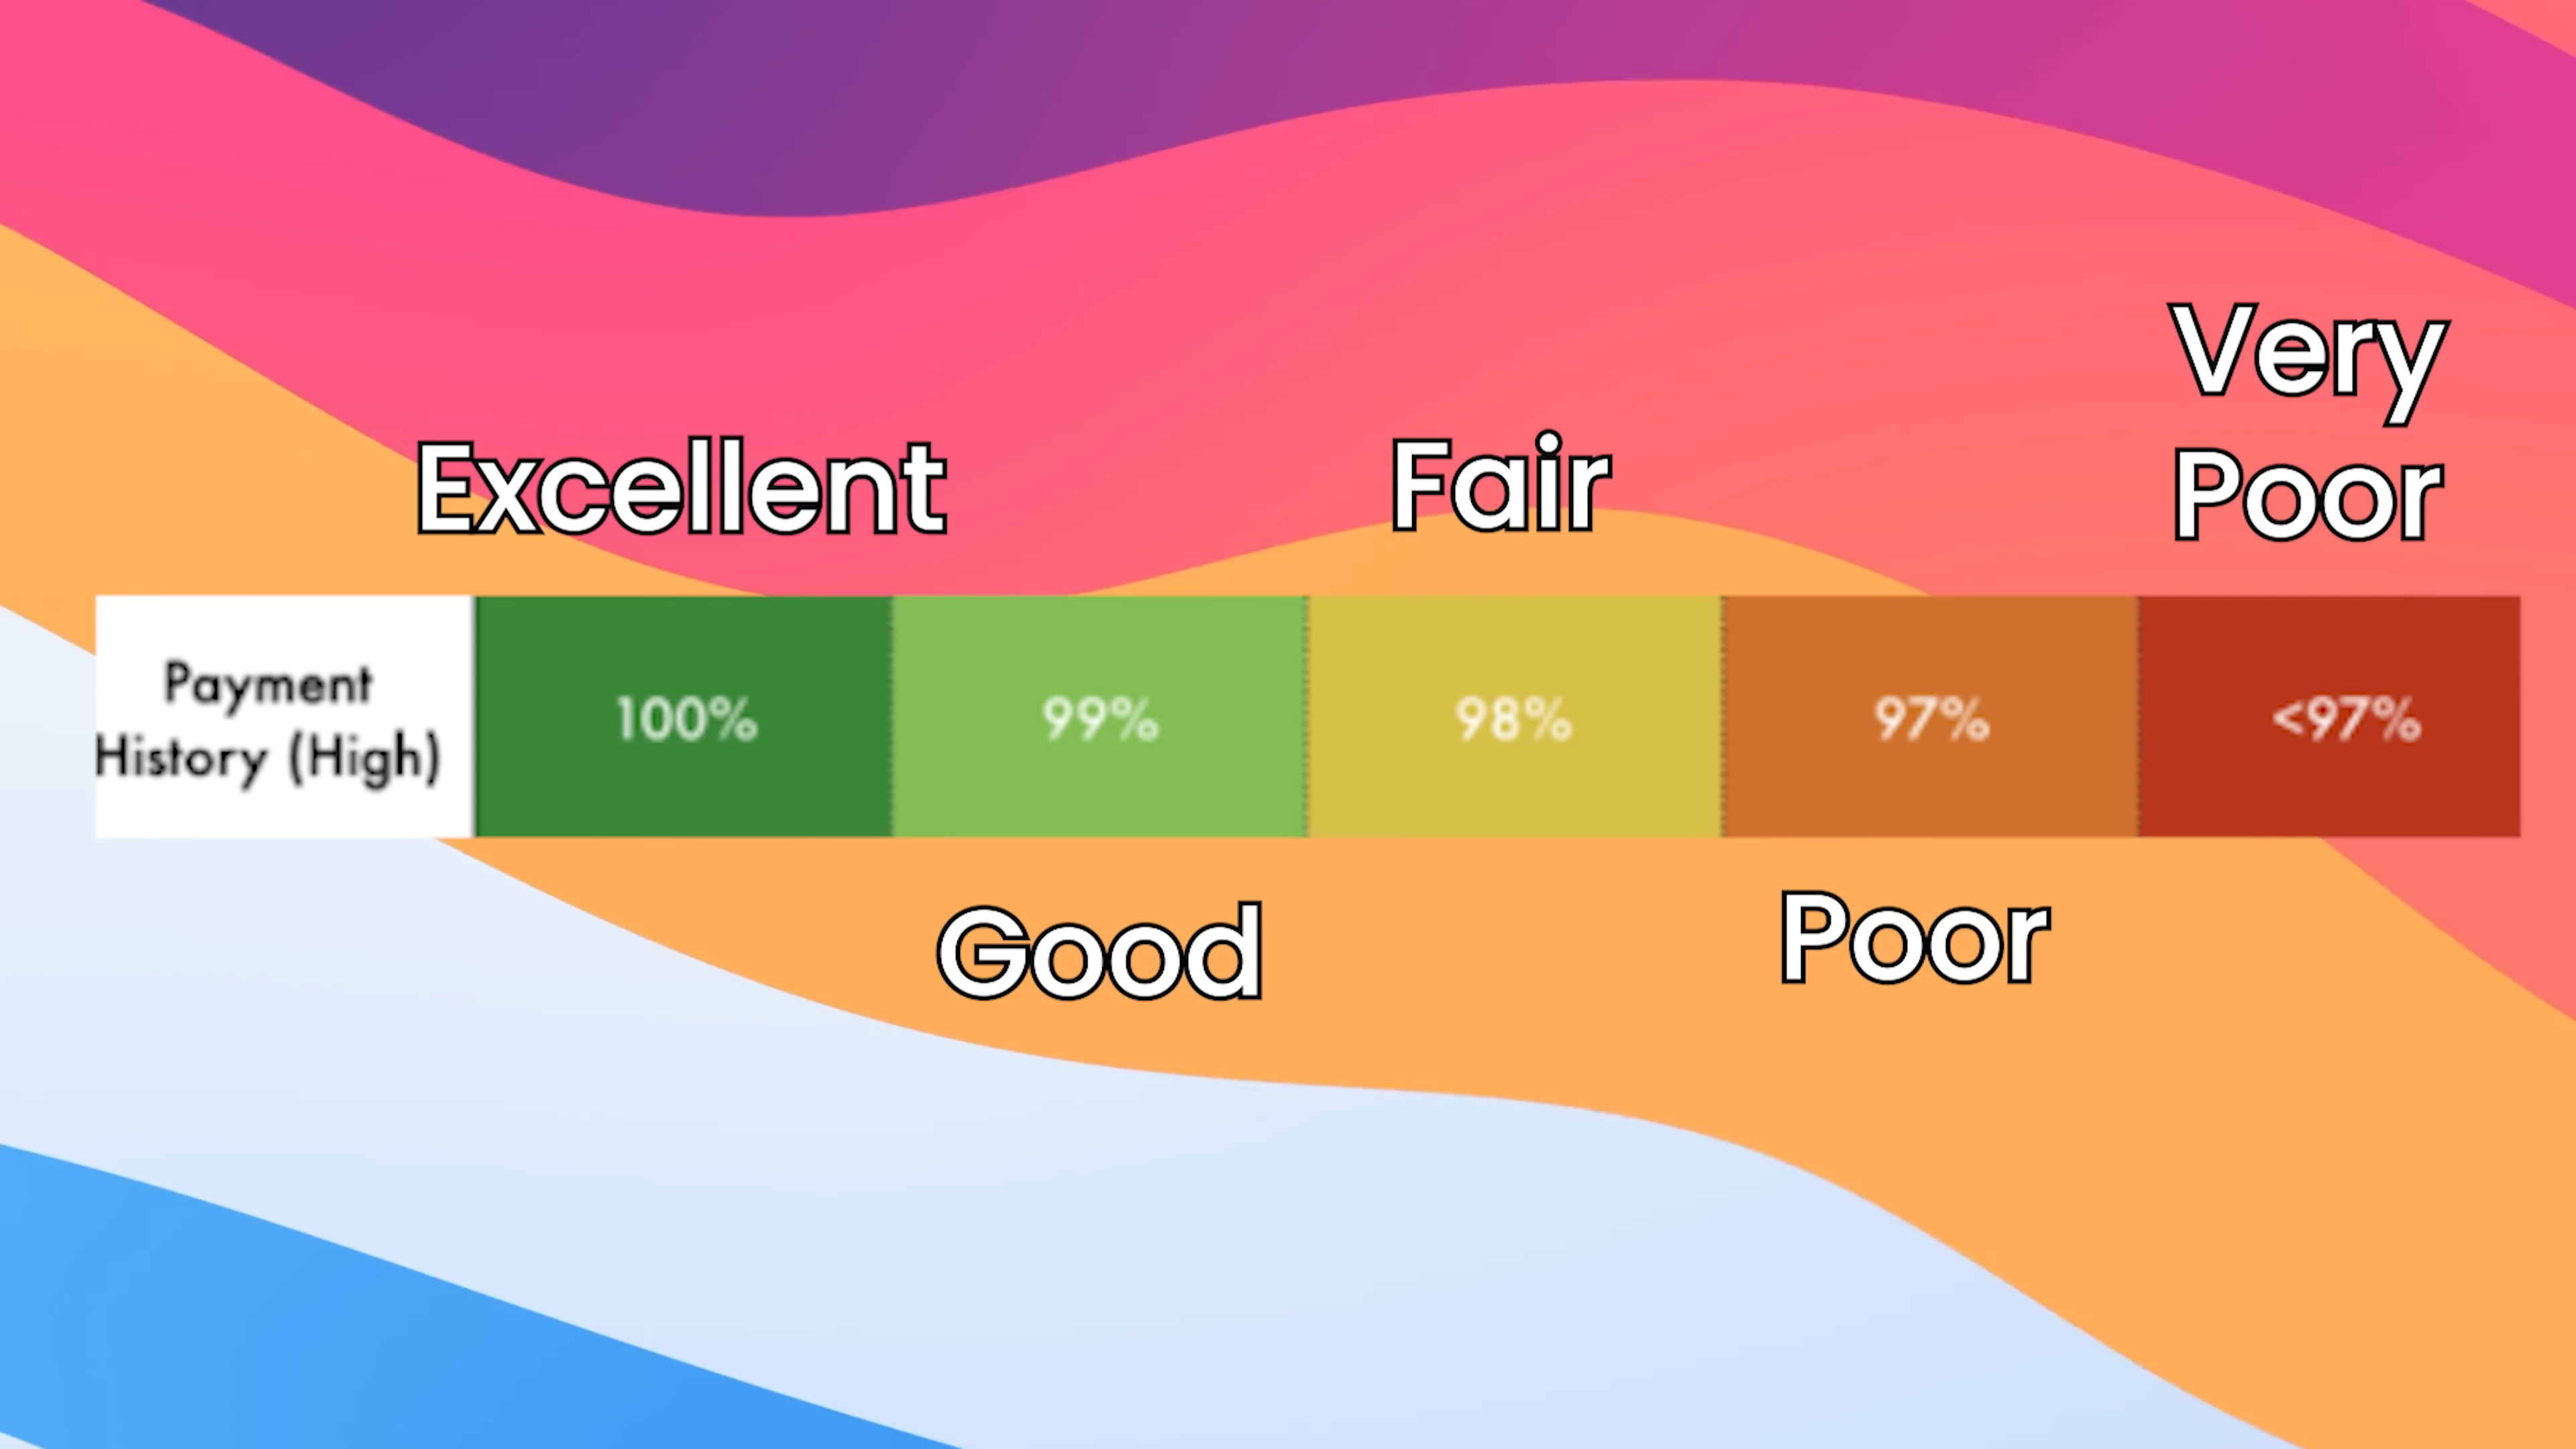 Very
Poor
Excellent
Fair
Payment
History (High)
100%
99%
98%
97%
<97%
Good
Poor